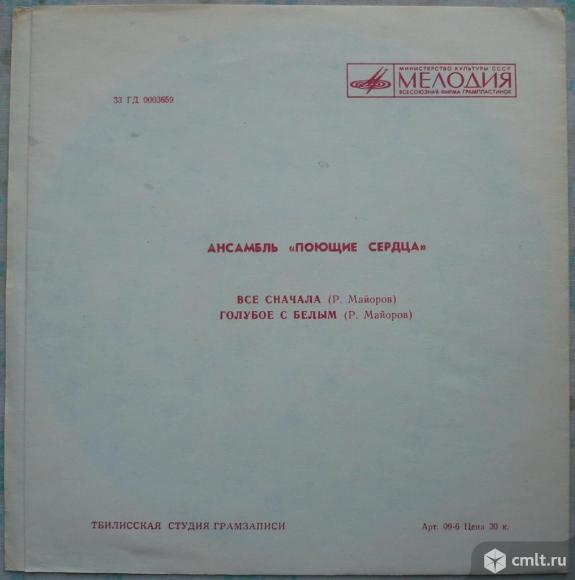 МИНИСТЕРСТВО КУЛЬТУРЫ СССР
МЕЛОДИЯ
ВСЕСОЮЗНАЯ ФИРМА ГРАМПЛАСТИНОК
33 ГД 0003659
АНСАМБЛЬ «ПОЮЩИЕ СЕРДЦА»
ВСЕ СНАЧАЛА (Р. Майоров)
ГОЛУБОЕ С БЕЛЫМ (Р. Майоров)
ТБИЛИССКАЯ СТУДИЯ ГРАМЗАПИСИ
Арт. 09-6 Цена 30 к.
cmlt.ru